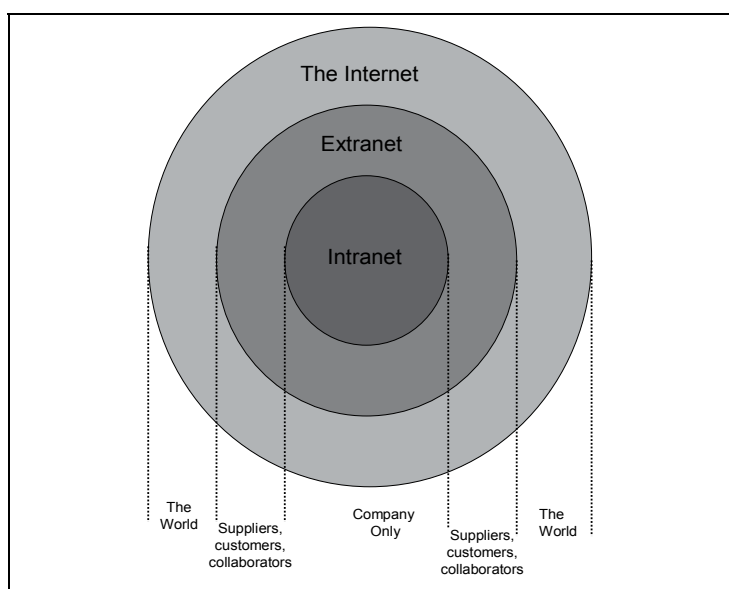 The Internet
Extranet
Intranet
The
World
Suppliers,
customers,
collaborators
Company
Only
Suppliers,
customers,
collaborators
The
World